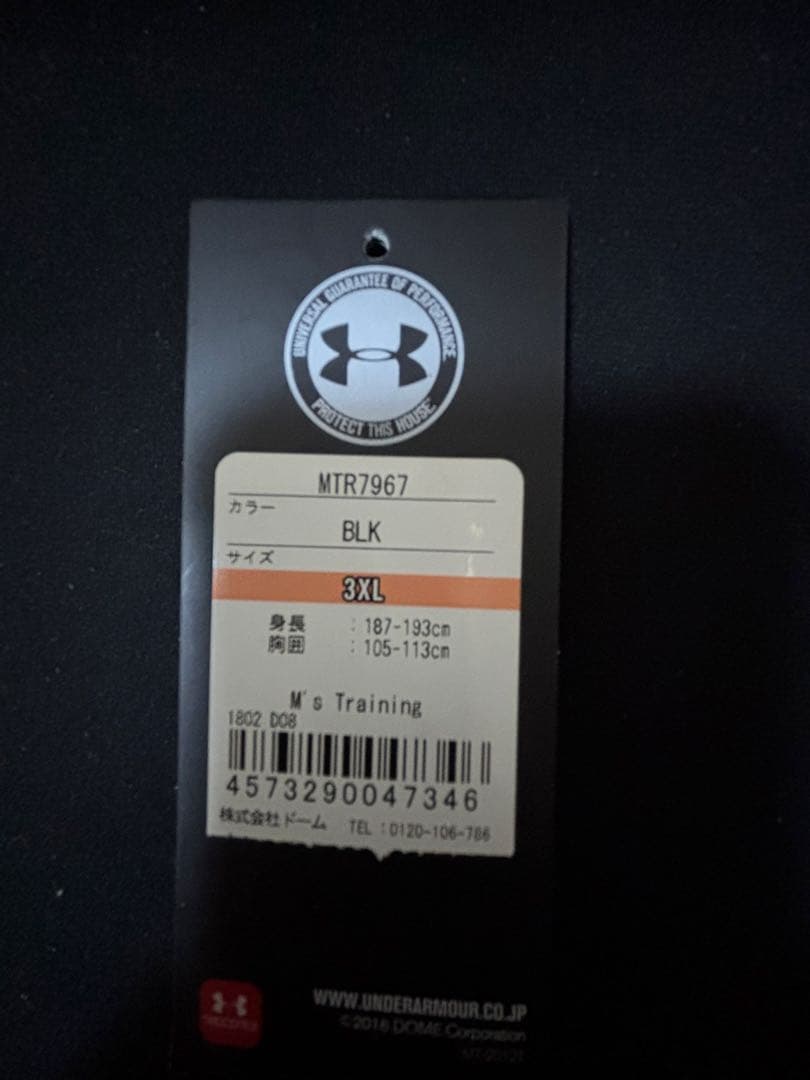 UNIVERSAL GUARANTEE OF PERFORMANCE
PROTECT THIS HOUSE
MTR7967
カラー
BLK
サイズ
3XL
身長 : 187-193cm
胸囲 : 105-113cm
M's Training
1802 D08
4573290047346
株式会社ドーム TEL:0120-106-786
WWW.UNDERARMOUR.CO.JP
©2018 DOME Corporation